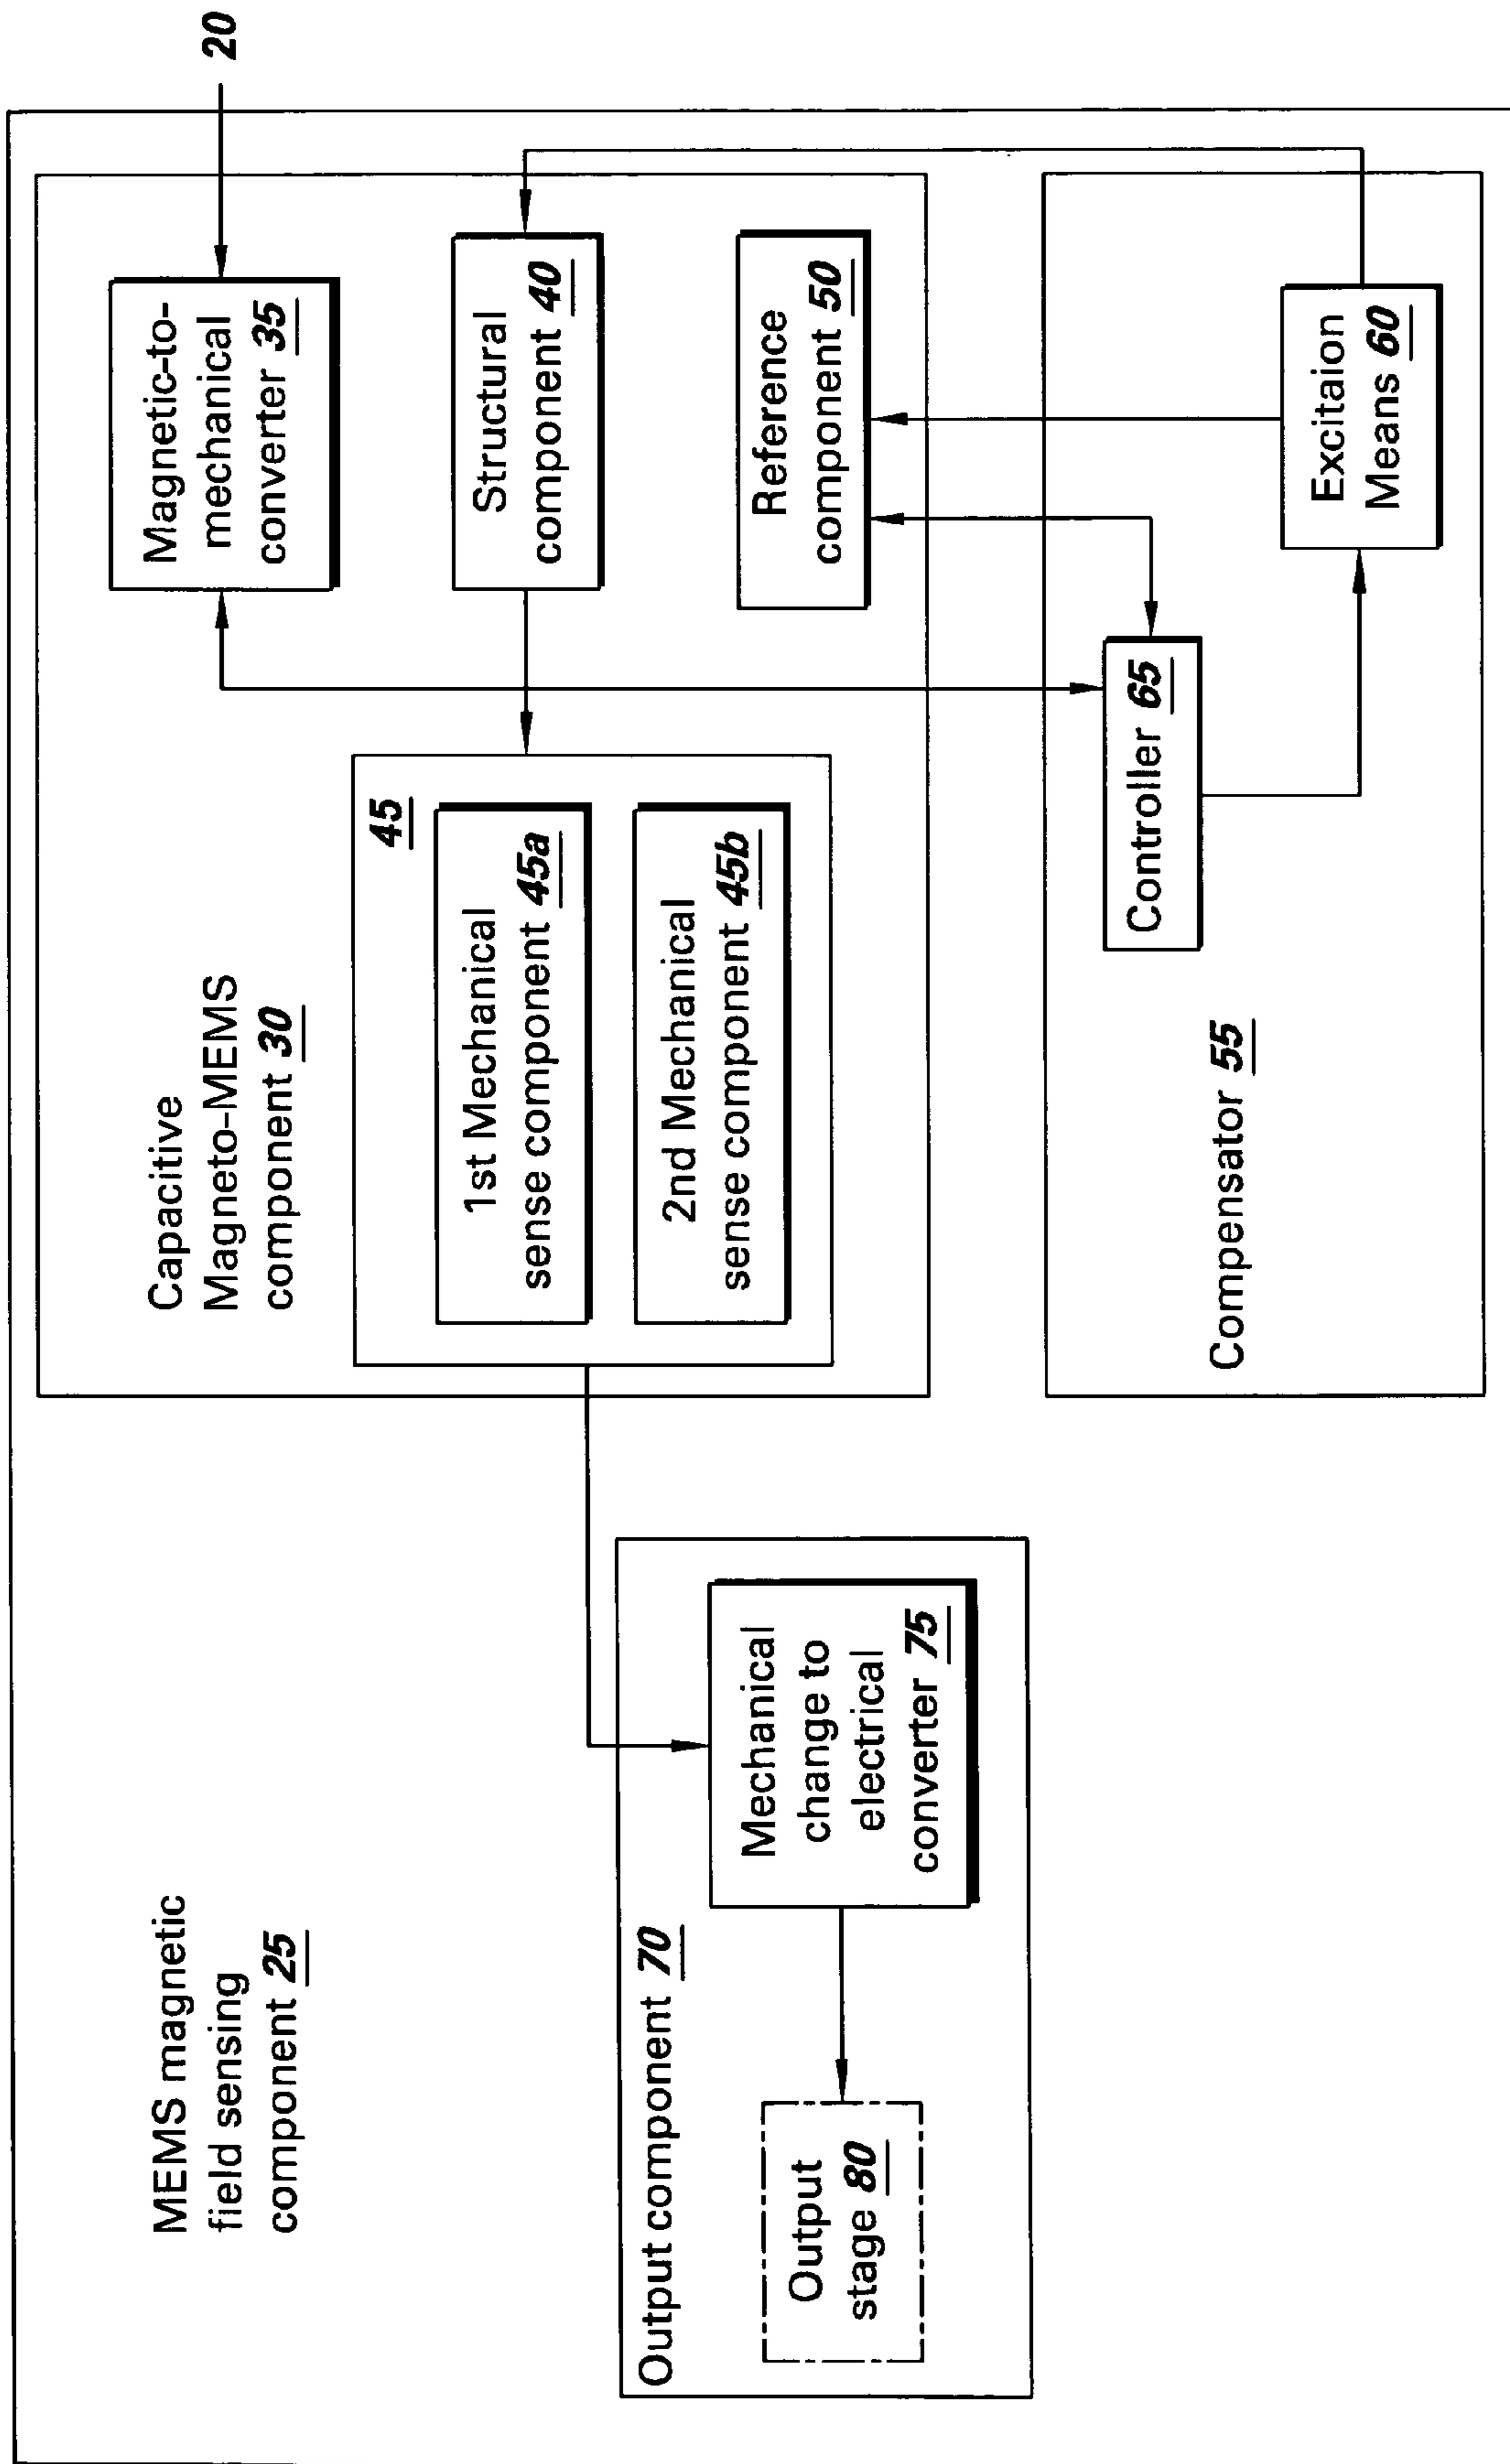 MEMS magnetic
field sensing
component 25
Output component 70
Output
stage 80
Mechanical
change to
electrical
converter 75
Capacitive
Magneto-MEMS
component 30
45
1st Mechanical
sense component 45a
2nd Mechanical
sense component 45b
Magnetic-to-
mechanical
converter 35
20
Structural
component 40
Reference
component 50
Compensator 55
Controller 65
Excitaion
Means 60